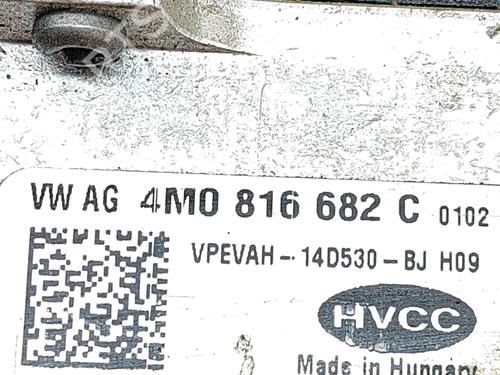 VW AG 4M0 816 682 C 0102
VPEVAH-14D530-BJ H09
HVCC
Made in Hungary